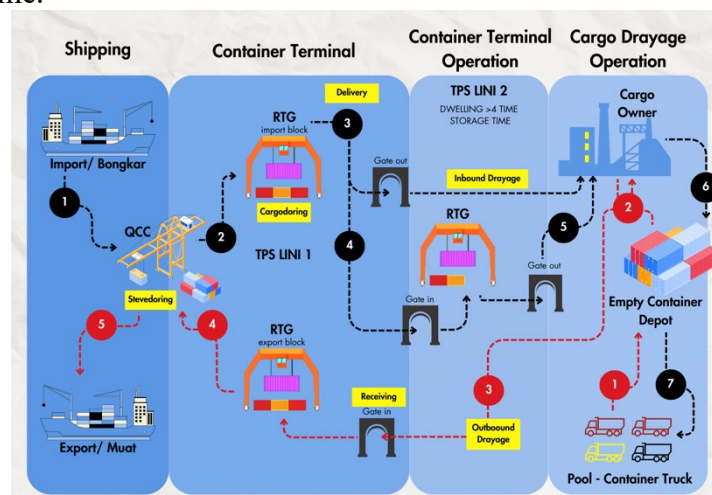 Shipping
Container Terminal
Container Terminal
Operation
Cargo Drayage
Operation
Import/ Bongkar
1
QCC
Stevedoring
5
Export/ Muat
2
RTG
import block
Cargodoring
TPS LINI 1
4
RTG
export block
Delivery
3
Gate out
4
Gate in
Receiving
Gate in
TPS LINI 2
DWELLING >4 TIME
STORAGE TIME
Inbound Drayage
RTG
5
Gate out
3
Outbound
Drayage
Cargo
Owner
6
2
Empty Container
Depot
1
7
Pool - Container Truck